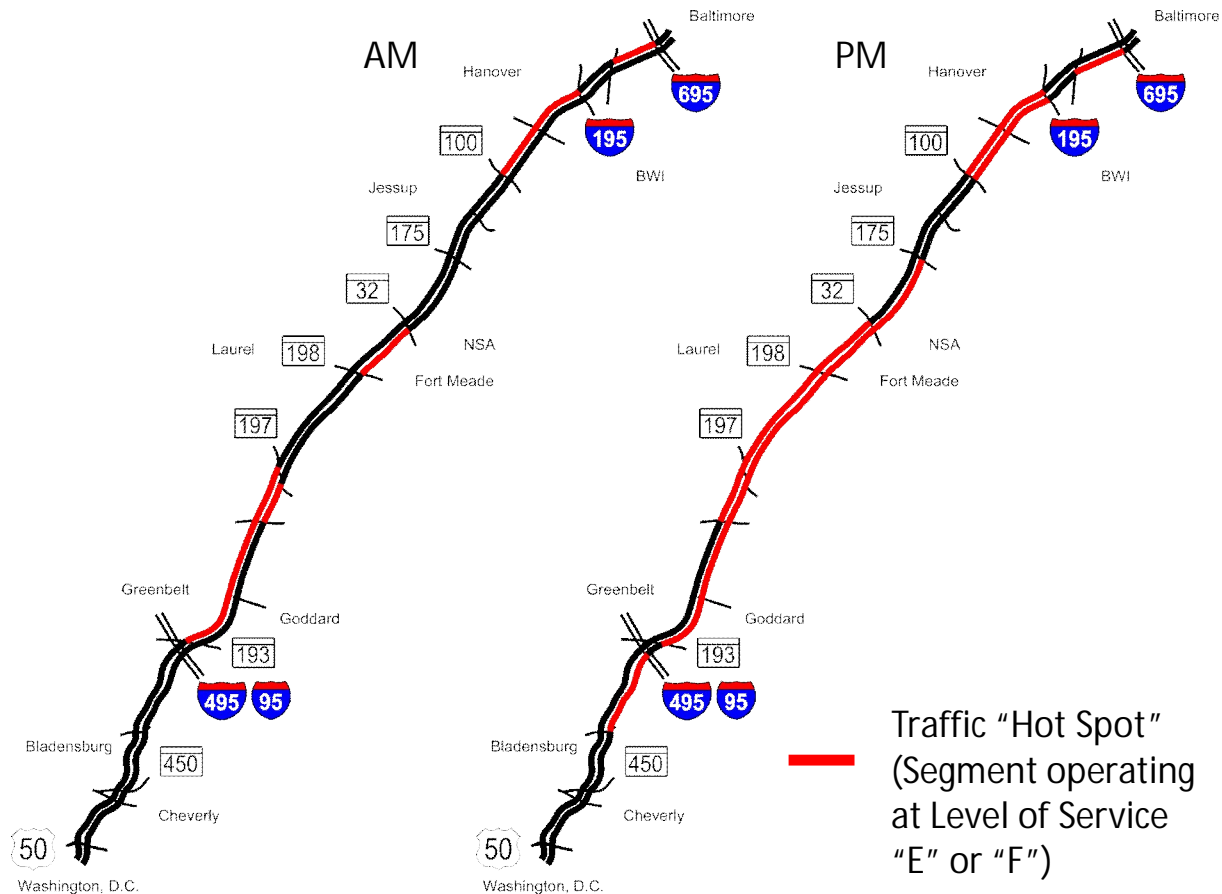 AM
Baltimore
Hanover
695
195
100
BWI
Jessup
175
32
NSA
Laurel
198
Fort Meade
197
Greenbelt
Goddard
193
495
95
Bladensburg
450
Cheverly
50
Washington, D.C.
PM
Baltimore
Hanover
695
195
100
BWI
Jessup
175
32
NSA
Laurel
198
Fort Meade
197
Greenbelt
Goddard
193
495
95
Bladensburg
450
Cheverly
50
Washington, D.C.
Traffic “Hot Spot”
(Segment operating
at Level of Service
“E” or “F”)